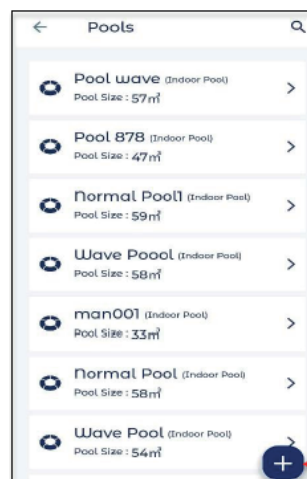 Pools
Pool wave (Indoor Pool)
Pool Size : 57㎡
Pool 878 (Indoor Pool)
Pool Size : 47㎡
Normal Pool1 (Indoor Pool)
Pool Size : 59㎡
Wave Poool (Indoor Pool)
Pool Size : 58㎡
man001 (Indoor Pool)
Pool Size : 33㎡
Normal Pool (Indoor Pool)
Pool Size : 58㎡
Wave Pool (Indoor Pool)
Pool Size : 54㎡